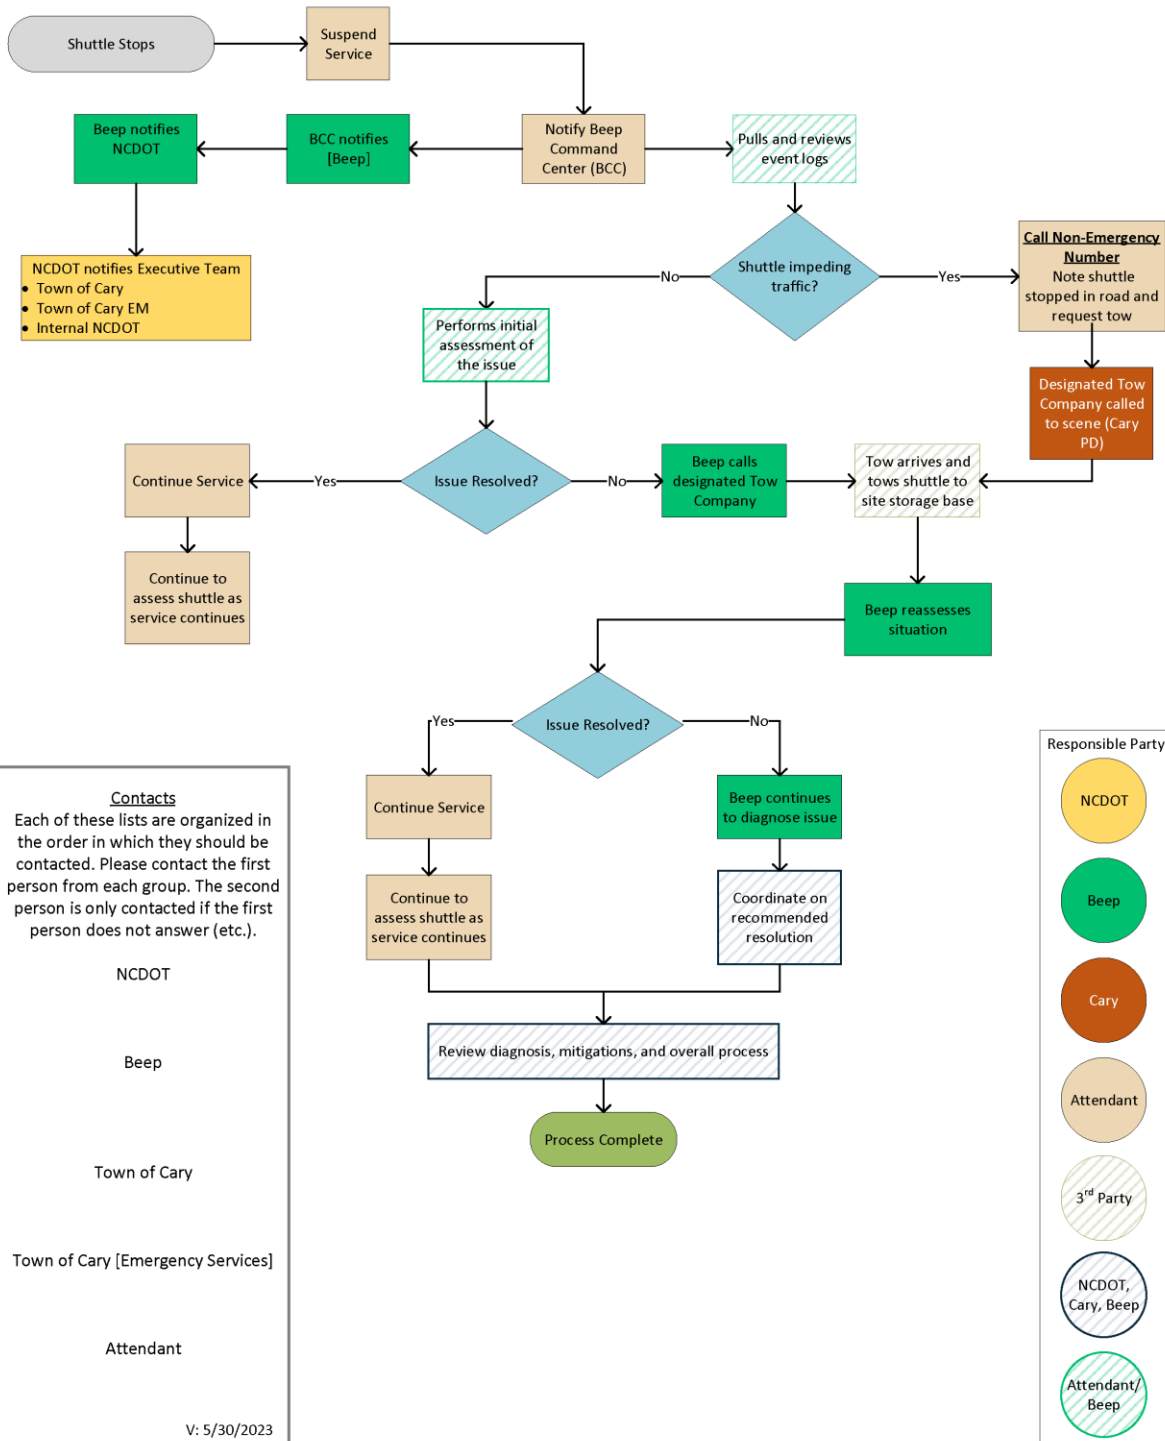 Shuttle Stops
Suspend
Service
Beep notifies
NCDOT
BCC notifies
[Beep]
Notify Beep
Command
Center (BCC)
Pulls and reviews
event logs
NCDOT notifies Executive Team
• Town of Cary
• Town of Cary EM
• Internal NCDOT
Shuttle impeding
traffic?
No
Yes
Call Non-Emergency
Number
Note shuttle
stopped in road and
request tow
Performs initial
assessment of
the issue
Designated Tow
Company called
to scene (Cary
PD)
Continue Service
Yes
Issue Resolved?
No
Beep calls
designated Tow
Company
Tow arrives and
tows shuttle to
site storage base
Continue to
assess shuttle as
service continues
Beep reassesses
situation
Yes
Issue Resolved?
No
Continue Service
Beep continues
to diagnose issue
Continue to
assess shuttle as
service continues
Coordinate on
recommended
resolution
Review diagnosis, mitigations, and overall process
Process Complete
Contacts
Each of these lists are organized in
the order in which they should be
contacted. Please contact the first
person from each group. The second
person is only contacted if the first
person does not answer (etc.).
NCDOT
Beep
Town of Cary
Town of Cary [Emergency Services]
Attendant
V: 5/30/2023
Responsible Party
NCDOT
Beep
Cary
Attendant
3rd Party
NCDOT,
Cary, Beep
Attendant/
Beep